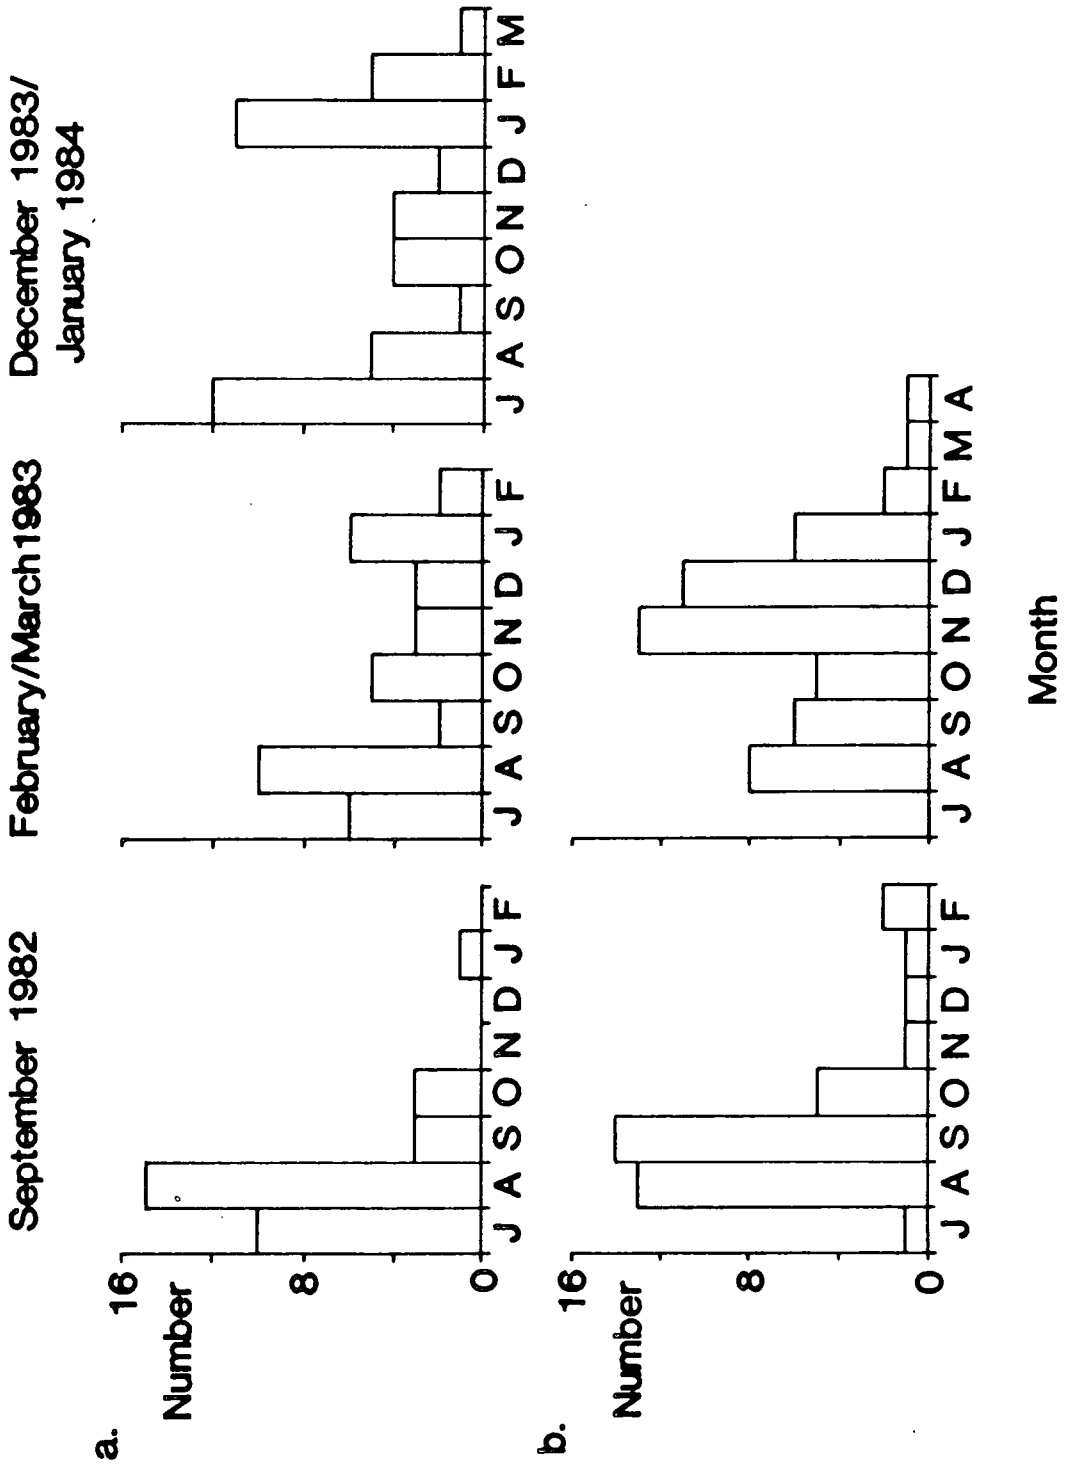 September 1982
February/March 1983
December 1983/
January 1984
a.
Number
16
8
0
J A S O N D J F
J A S O N D J F
J A S O N D J F M
b.
Number
16
8
0
J A S O N D J F
J A S O N D J F M A
Month